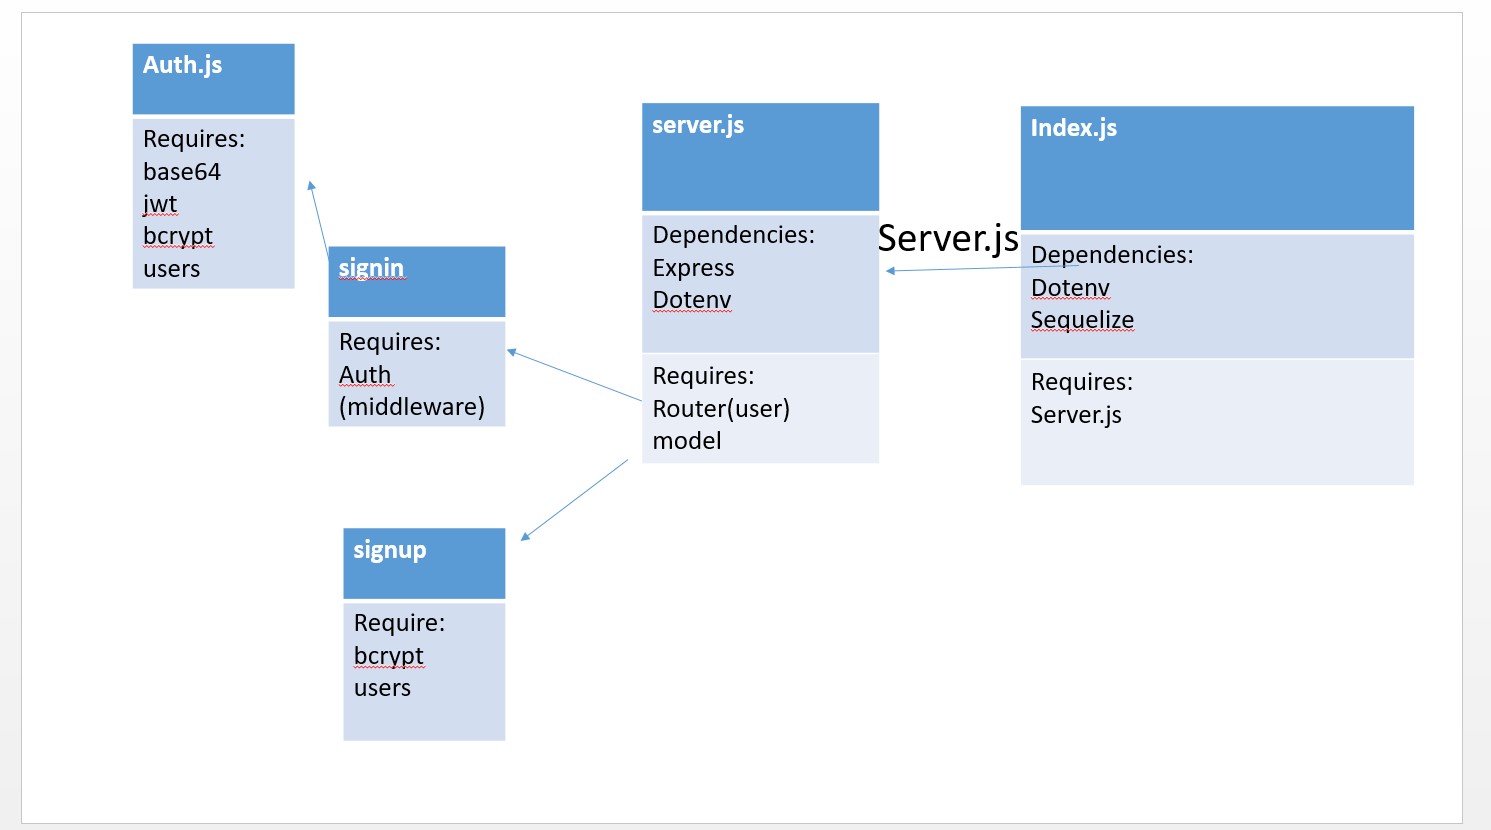 Auth.js
Requires:
base64
jwt
bcrypt
users
signin
Requires:
Auth
(middleware)
signup
Require:
bcrypt
users
server.js
Dependencies:
Express
Dotenv
Requires:
Router(user)
model
Server.js
Index.js
Dependencies:
Dotenv
Sequelize
Requires:
Server.js